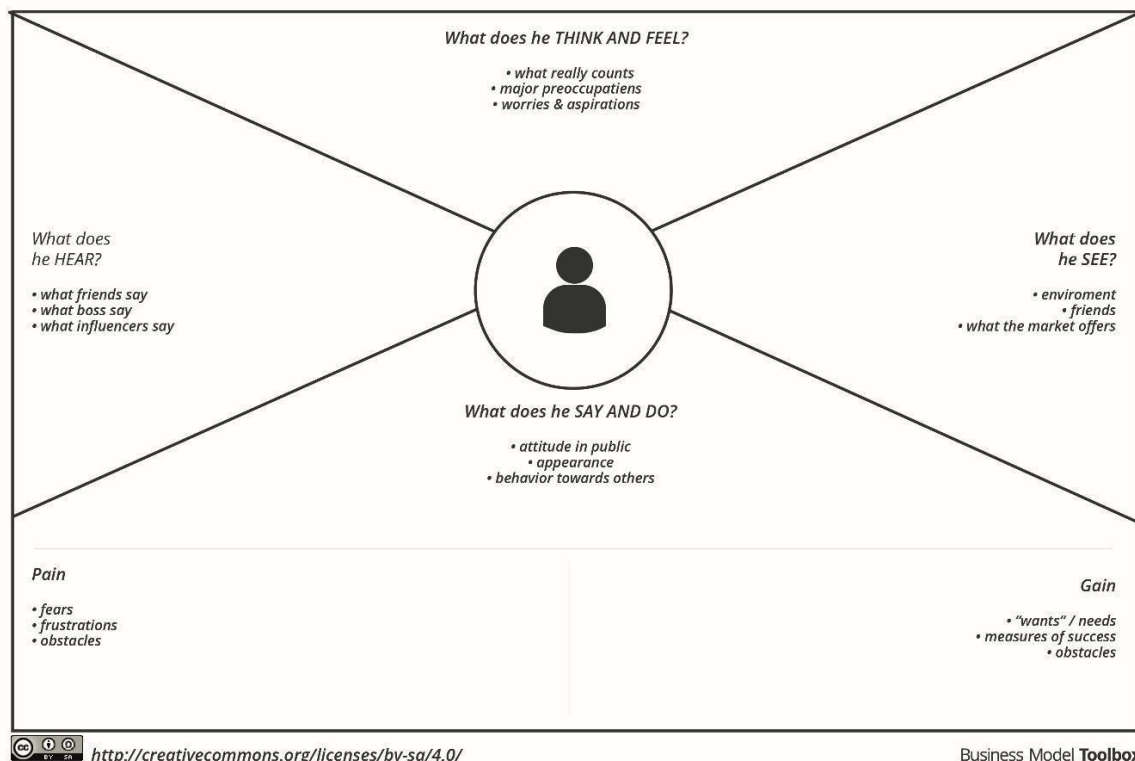 What does he THINK AND FEEL?
• what really counts
• major preoccupatiens
• worries & aspirations
What does
he HEAR?
• what friends say
• what boss say
• what influencers say
What does
he SEE?
• enviroment
• friends
• what the market offers
What does he SAY AND DO?
• attitude in public
• appearance
• behavior towards others
Pain
• fears
• frustrations
• obstacles
Gain
• “wants“ / needs
• measures of success
• obstacles
cc BY SA
http://creativecommons.org/licenses/by-sa/4.0/
Business Model Toolbox